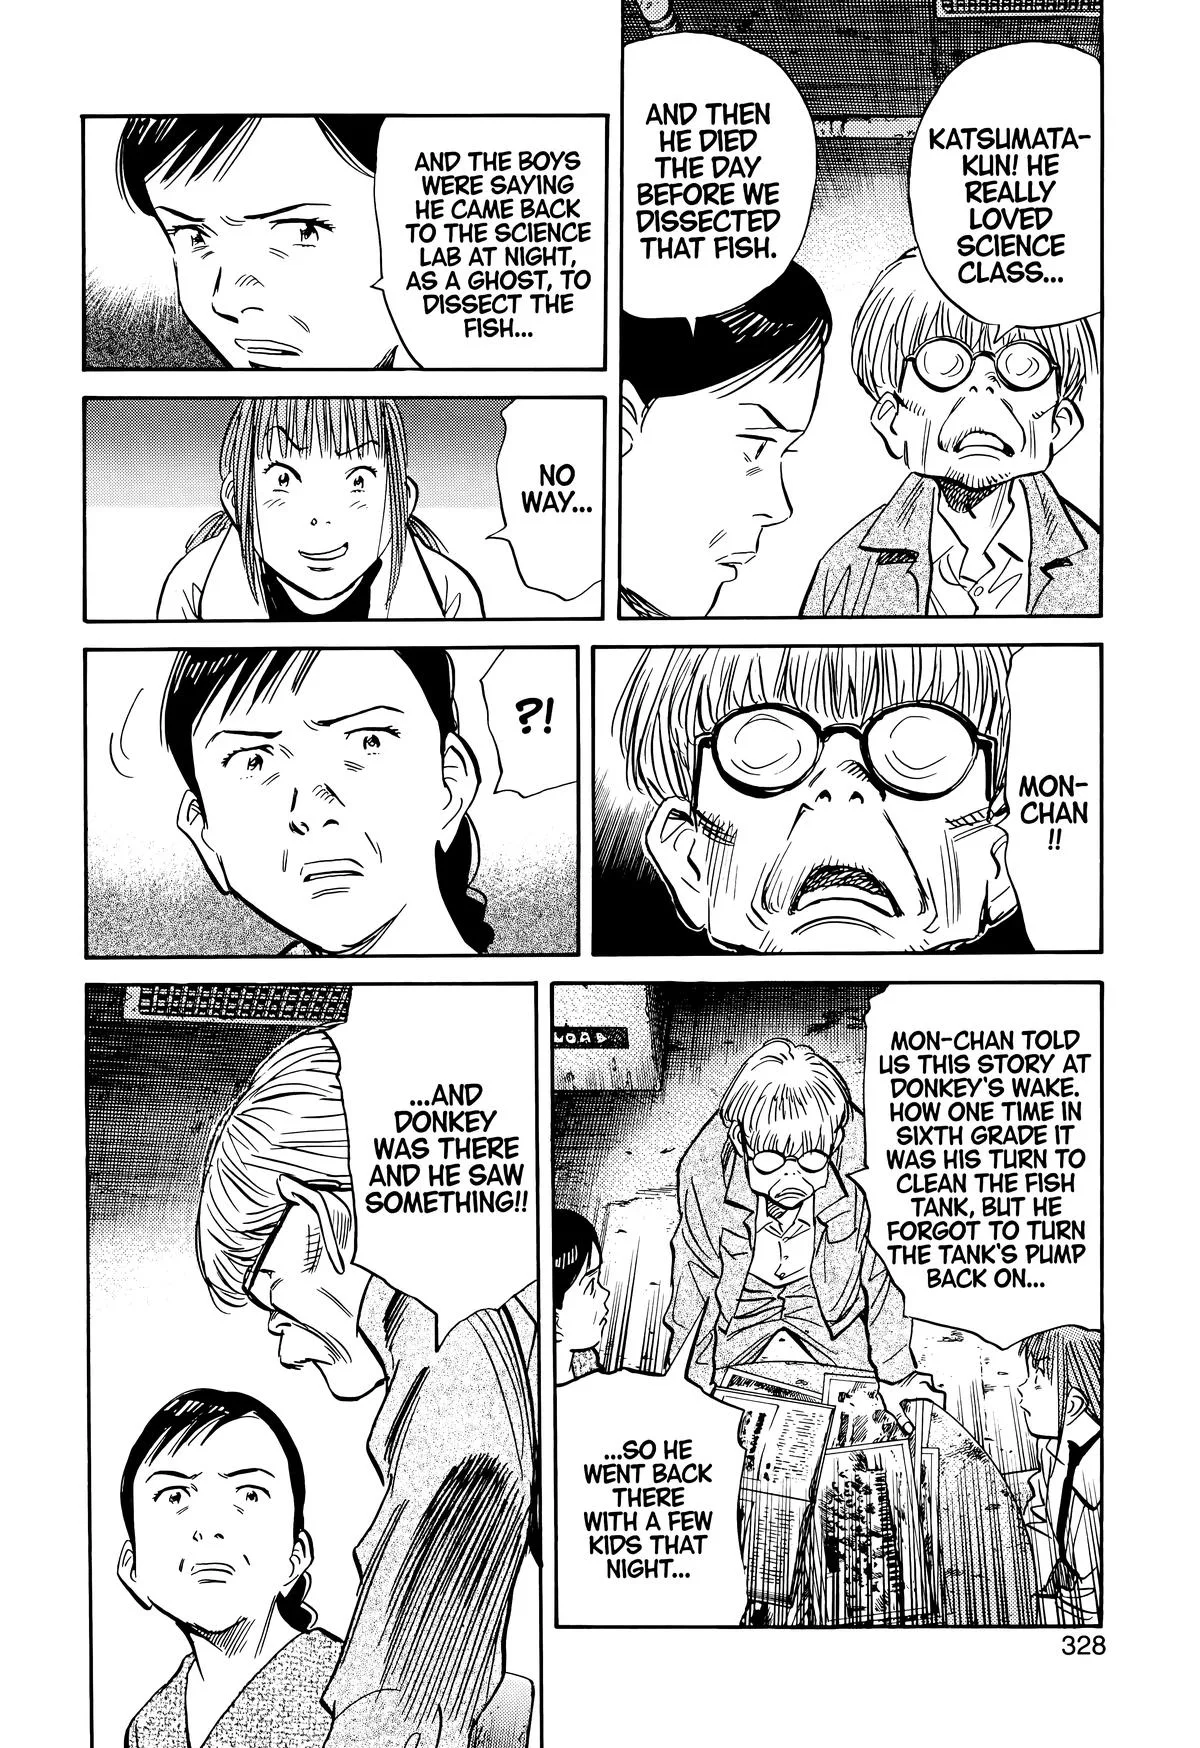 KATSUMATA-
KUN! HE
REALLY
LOVED
SCIENCE
CLASS...
AND THEN
HE DIED
THE DAY
BEFORE WE
DISSECTED
THAT FISH.
AND THE BOYS
WERE SAYING
HE CAME BACK
TO THE SCIENCE
LAB AT NIGHT,
AS A GHOST, TO
DISSECT THE
FISH...
NO
WAY...
MON-
CHAN
!!
?!
MON-CHAN TOLD
US THIS STORY AT
DONKEY'S WAKE.
HOW ONE TIME IN
SIXTH GRADE IT
WAS HIS TURN TO
CLEAN THE FISH
TANK, BUT HE
FORGOT TO TURN
THE TANK'S PUMP
BACK ON...
LOAD
...SO HE
WENT BACK
THERE
WITH A FEW
KIDS THAT
NIGHT...
...AND
DONKEY
WAS THERE
AND HE SAW
SOMETHING!!
328